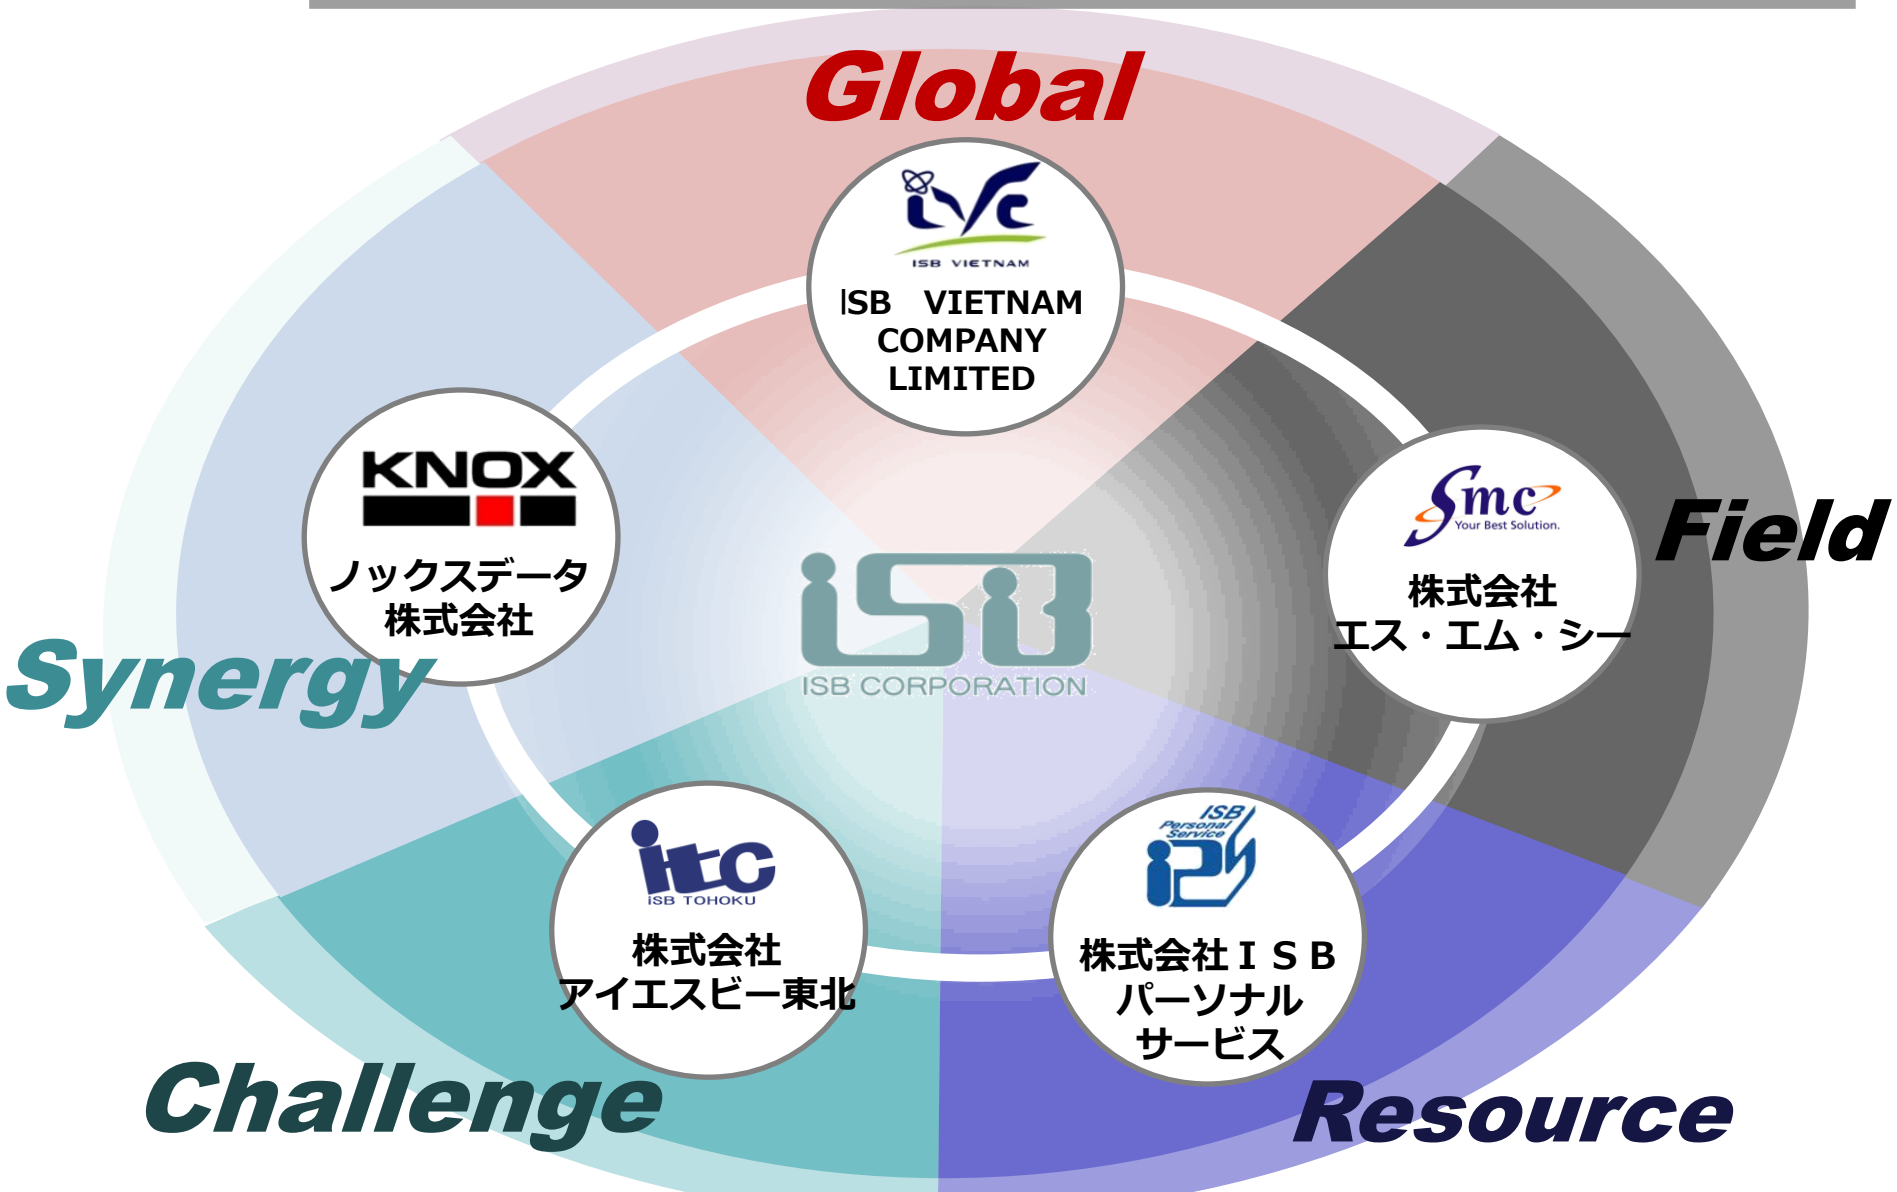 Global
ive
ISB VIETNAM
ISB　VIETNAM
COMPANY
LIMITED
KNOX
ノックスデータ
株式会社
Smc
Your Best Solution.
株式会社
エス・エム・シー
Field
Synergy
iSB
ISB CORPORATION
itc
iSB TOHOKU
株式会社
アイエスビー東北
ISB
Personal
Service
ips
株式会社ＩＳＢ
パーソナル
サービス
Challenge
Resource